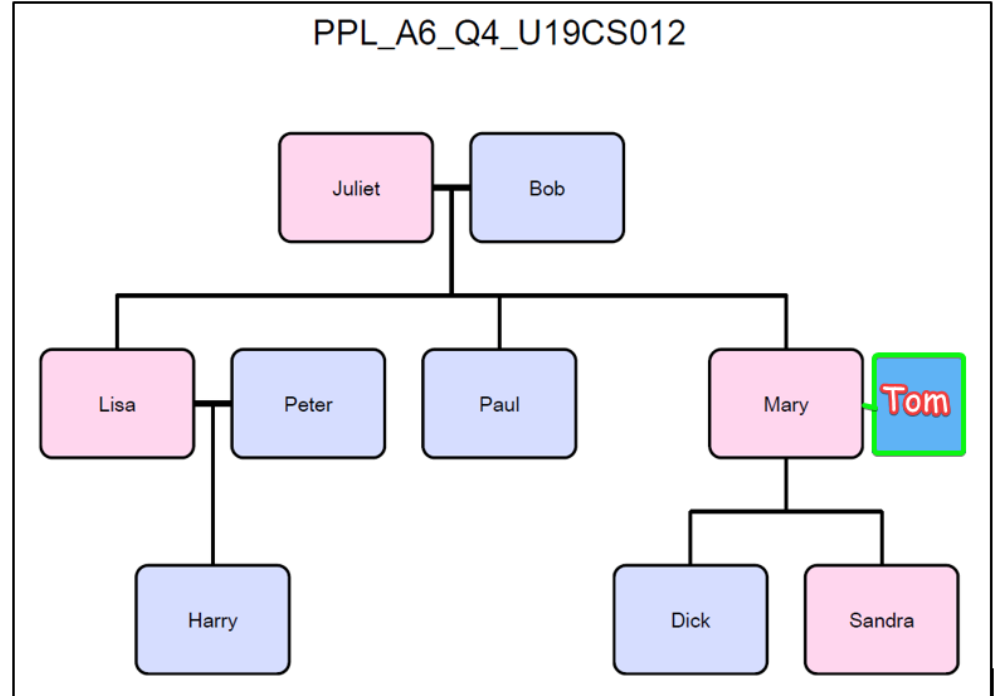 PPL_A6_Q4_U19CS012
Juliet
Bob
Lisa
Peter
Paul
Mary
Tom
Harry
Dick
Sandra